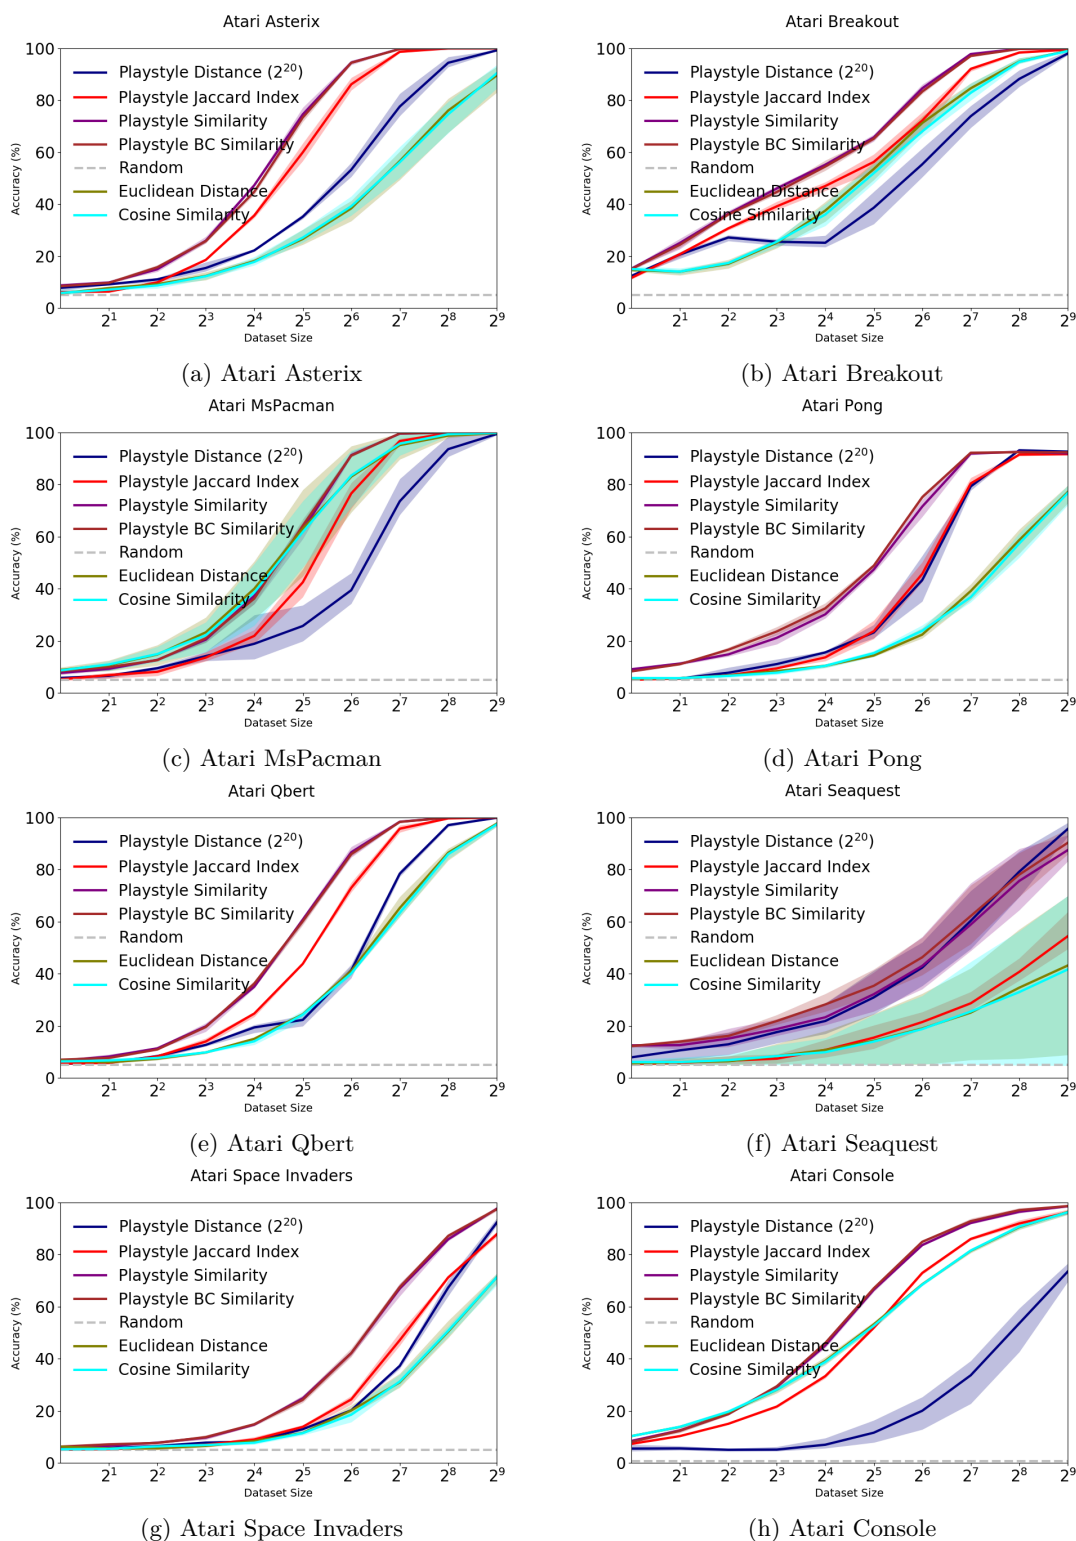 Atari Asterix
Accuracy (%)
100
80
60
40
20
0
Playstyle Distance (2^20)
Playstyle Jaccard Index
Playstyle Similarity
Playstyle BC Similarity
Random
Euclidean Distance
Cosine Similarity
2^1 2^2 2^3 2^4 2^5 2^6 2^7 2^8 2^9
Dataset Size
(a) Atari Asterix
Atari Breakout
Accuracy (%)
100
80
60
40
20
0
Playstyle Distance (2^20)
Playstyle Jaccard Index
Playstyle Similarity
Playstyle BC Similarity
Random
Euclidean Distance
Cosine Similarity
2^1 2^2 2^3 2^4 2^5 2^6 2^7 2^8 2^9
Dataset Size
(b) Atari Breakout
Atari MsPacman
Accuracy (%)
100
80
60
40
20
0
Playstyle Distance (2^20)
Playstyle Jaccard Index
Playstyle Similarity
Playstyle BC Similarity
Random
Euclidean Distance
Cosine Similarity
2^1 2^2 2^3 2^4 2^5 2^6 2^7 2^8 2^9
Dataset Size
(c) Atari MsPacman
Atari Pong
Accuracy (%)
100
80
60
40
20
0
Playstyle Distance (2^20)
Playstyle Jaccard Index
Playstyle Similarity
Playstyle BC Similarity
Random
Euclidean Distance
Cosine Similarity
2^1 2^2 2^3 2^4 2^5 2^6 2^7 2^8 2^9
Dataset Size
(d) Atari Pong
Atari Qbert
Accuracy (%)
100
80
60
40
20
0
Playstyle Distance (2^20)
Playstyle Jaccard Index
Playstyle Similarity
Playstyle BC Similarity
Random
Euclidean Distance
Cosine Similarity
2^1 2^2 2^3 2^4 2^5 2^6 2^7 2^8 2^9
Dataset Size
(e) Atari Qbert
Atari Seaquest
Accuracy (%)
100
80
60
40
20
0
Playstyle Distance (2^20)
Playstyle Jaccard Index
Playstyle Similarity
Playstyle BC Similarity
Random
Euclidean Distance
Cosine Similarity
2^1 2^2 2^3 2^4 2^5 2^6 2^7 2^8 2^9
Dataset Size
(f) Atari Seaquest
Atari Space Invaders
Accuracy (%)
100
80
60
40
20
0
Playstyle Distance (2^20)
Playstyle Jaccard Index
Playstyle Similarity
Playstyle BC Similarity
Random
Euclidean Distance
Cosine Similarity
2^1 2^2 2^3 2^4 2^5 2^6 2^7 2^8 2^9
Dataset Size
(g) Atari Space Invaders
Atari Console
Accuracy (%)
100
80
60
40
20
0
Playstyle Distance (2^20)
Playstyle Jaccard Index
Playstyle Similarity
Playstyle BC Similarity
Random
Euclidean Distance
Cosine Similarity
2^1 2^2 2^3 2^4 2^5 2^6 2^7 2^8 2^9
Dataset Size
(h) Atari Console